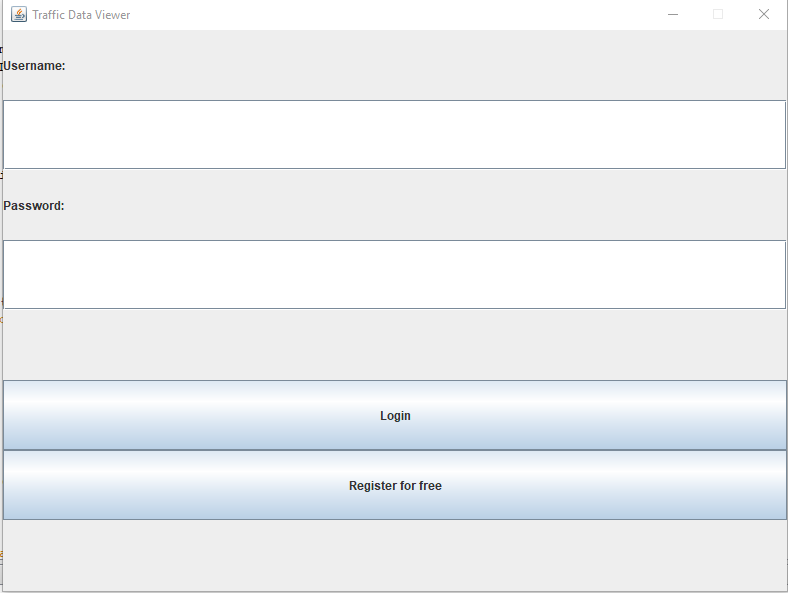 Traffic Data Viewer
Username:
Password:
Login
Register for free